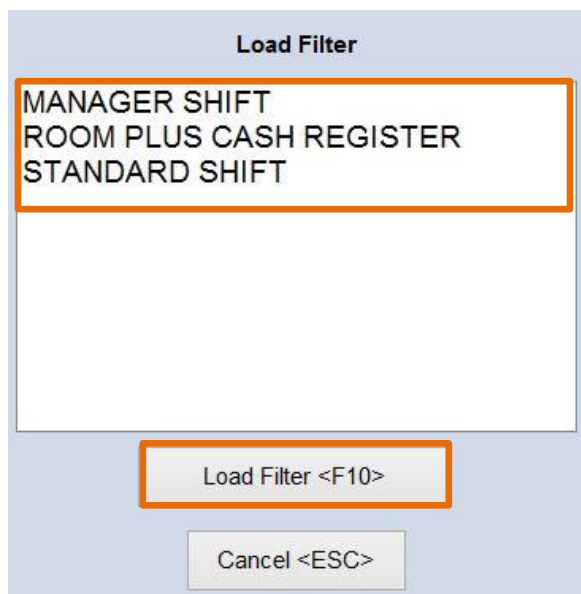 Load Filter
MANAGER SHIFT
ROOM PLUS CASH REGISTER
STANDARD SHIFT
Load Filter <F10>
Cancel <ESC>